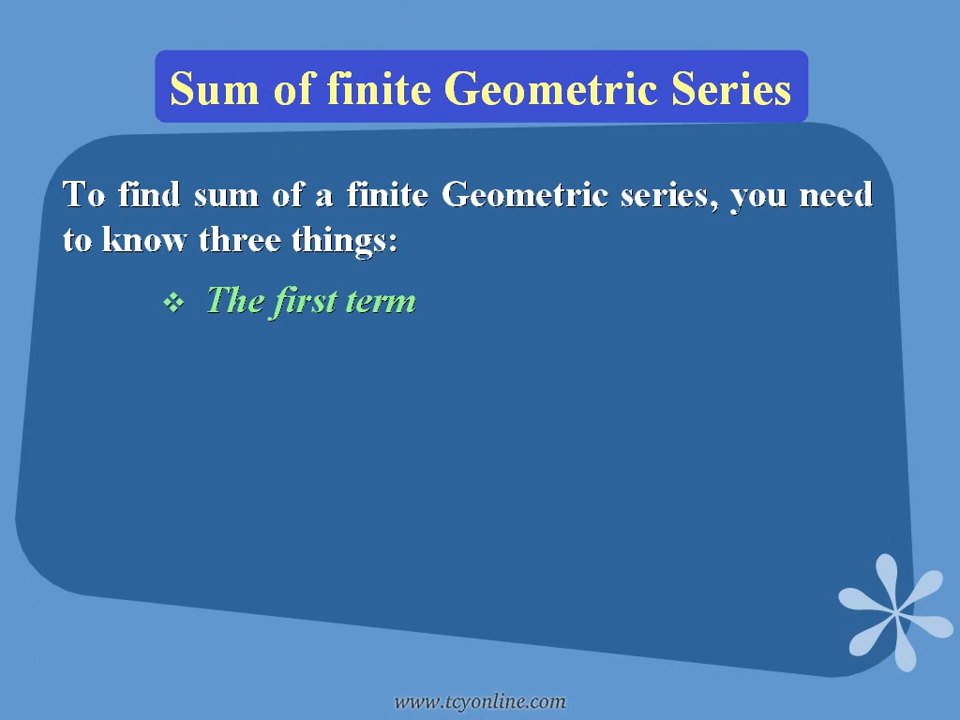 Sum of finite Geometric Series
To find sum of a finite Geometric series, you need
to know three things:
❖ The first term
www.tcyonline.com